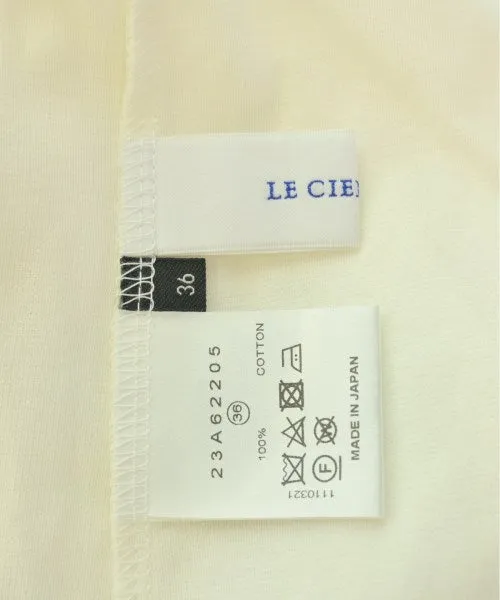 LE CIE
36
23A62205
36
100% COTTON
F
W
MADE IN JAPAN
1110321